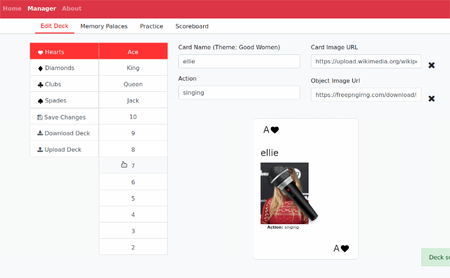 Home Manager About
Edit Deck Memory Palaces Practice Scoreboard
Hearts
Diamonds
Clubs
Spades
Save Changes
Download Deck
Upload Deck
Ace
King
Queen
Jack
10
9
8
7
6
5
4
3
2
Card Name (Theme: Good Women)
ellie
Action
singing
Card Image URL
https://upload.wikimedia.org/wikip
Object Image Url
https://freepngimg.com/download/
A
ellie
Action: singing
A
Deck